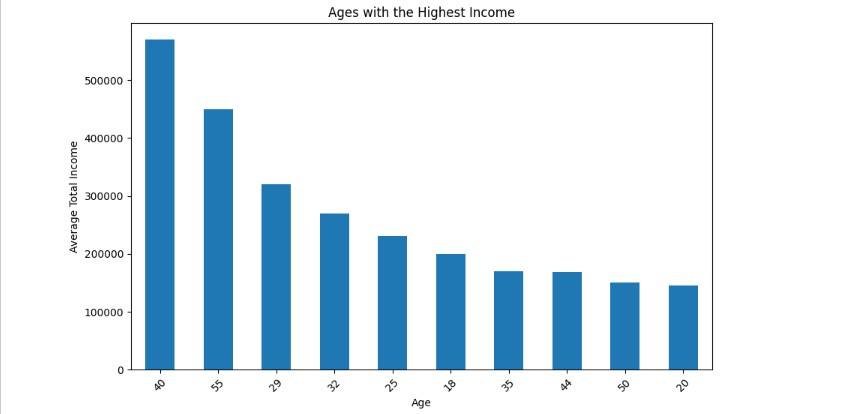 Ages with the Highest Income
Average Total Income
500000
400000
300000
200000
100000
0
40 55 29 32 25 18 35 44 50 20
Age